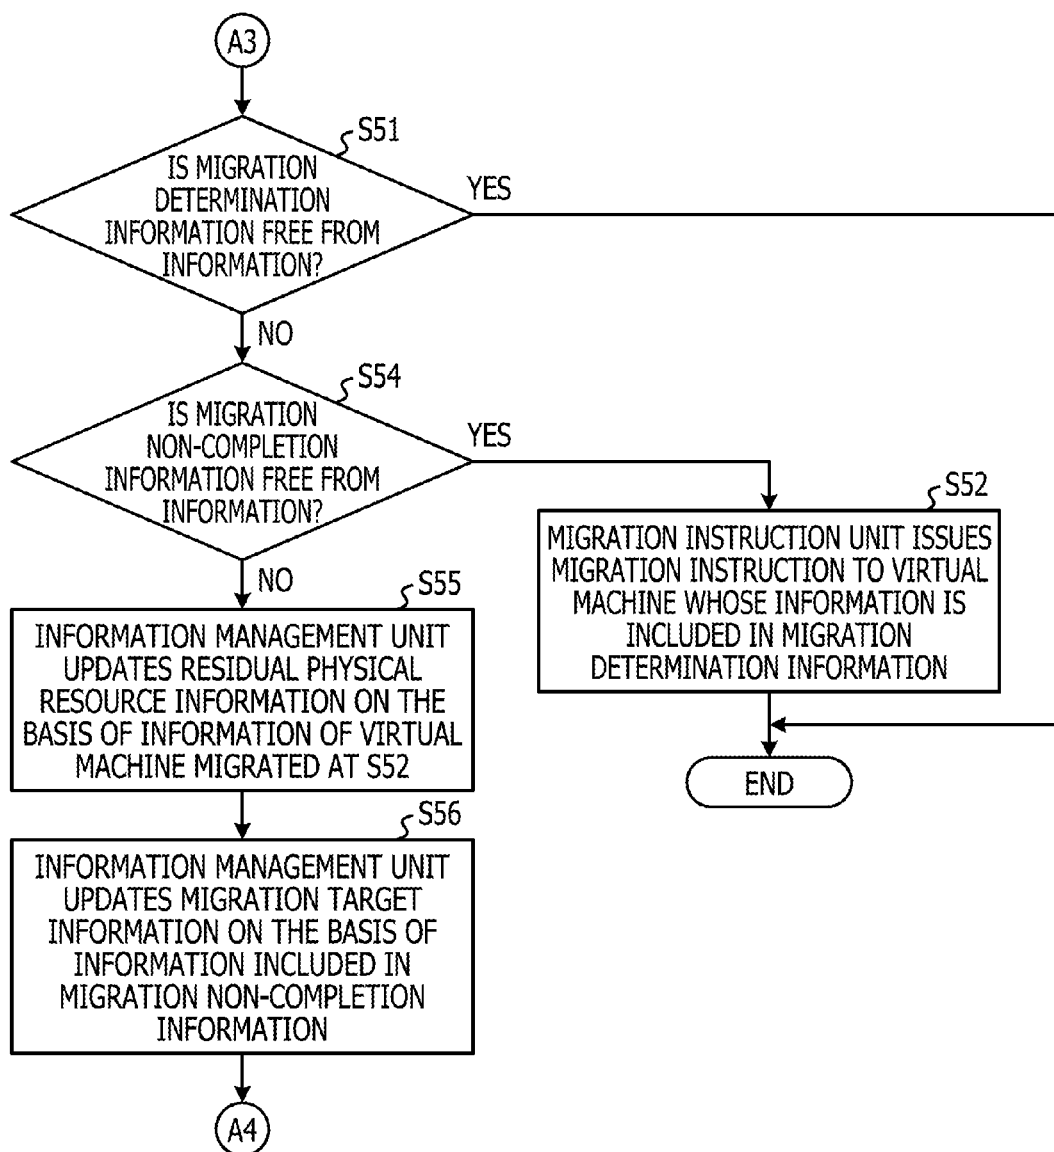 A3
S51
IS MIGRATION
DETERMINATION
INFORMATION FREE FROM
INFORMATION?
YES
NO
S54
IS MIGRATION
NON-COMPLETION
INFORMATION FREE FROM
INFORMATION?
YES
NO
S52
MIGRATION INSTRUCTION UNIT ISSUES
MIGRATION INSTRUCTION TO VIRTUAL
MACHINE WHOSE INFORMATION IS
INCLUDED IN MIGRATION
DETERMINATION INFORMATION
END
S55
INFORMATION MANAGEMENT UNIT
UPDATES RESIDUAL PHYSICAL
RESOURCE INFORMATION ON THE
BASIS OF INFORMATION OF VIRTUAL
MACHINE MIGRATED AT S52
S56
INFORMATION MANAGEMENT UNIT
UPDATES MIGRATION TARGET
INFORMATION ON THE BASIS OF
INFORMATION INCLUDED IN
MIGRATION NON-COMPLETION
INFORMATION
A4